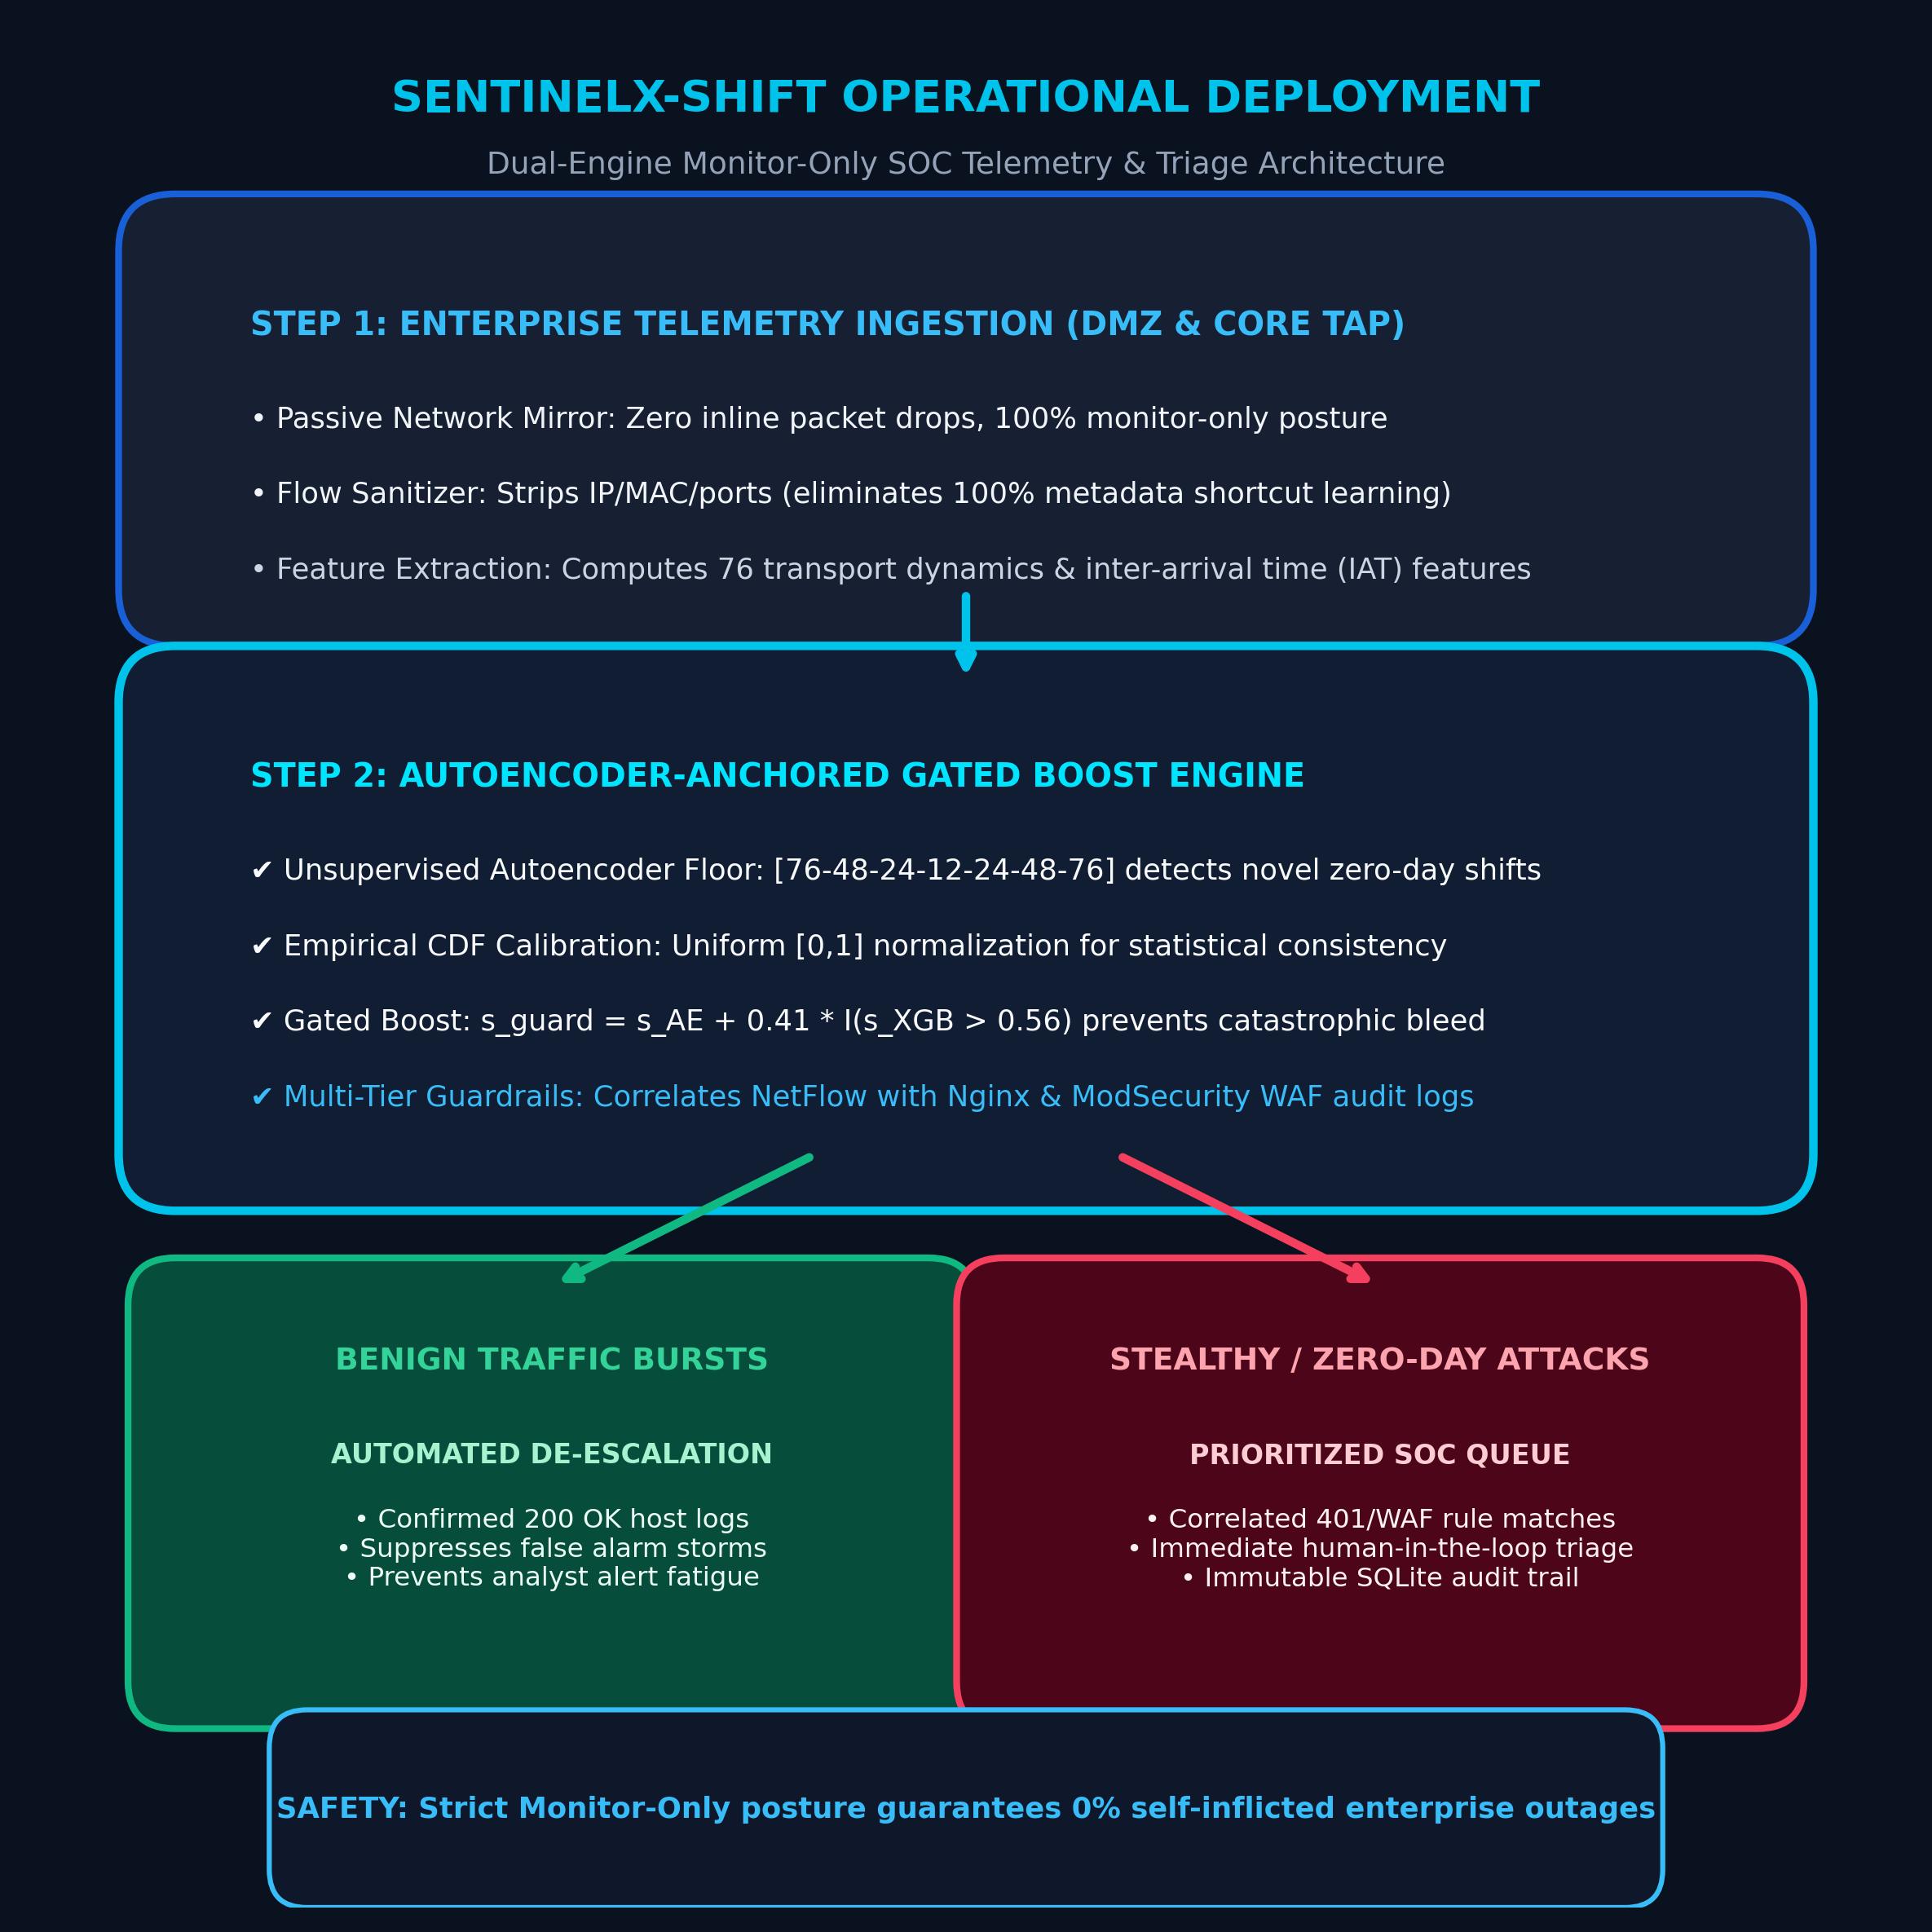 SENTINELX-SHIFT OPERATIONAL DEPLOYMENT
Dual-Engine Monitor-Only SOC Telemetry & Triage Architecture
STEP 1: ENTERPRISE TELEMETRY INGESTION (DMZ & CORE TAP)
• Passive Network Mirror: Zero inline packet drops, 100% monitor-only posture
• Flow Sanitizer: Strips IP/MAC/ports (eliminates 100% metadata shortcut learning)
• Feature Extraction: Computes 76 transport dynamics & inter-arrival time (IAT) features
STEP 2: AUTOENCODER-ANCHORED GATED BOOST ENGINE
✔ Unsupervised Autoencoder Floor: [76-48-24-12-24-48-76] detects novel zero-day shifts
✔ Empirical CDF Calibration: Uniform [0,1] normalization for statistical consistency
✔ Gated Boost: s_guard = s_AE + 0.41 * I(s_XGB > 0.56) prevents catastrophic bleed
✔ Multi-Tier Guardrails: Correlates NetFlow with Nginx & ModSecurity WAF audit logs
BENIGN TRAFFIC BURSTS
AUTOMATED DE-ESCALATION
• Confirmed 200 OK host logs
• Suppresses false alarm storms
• Prevents analyst alert fatigue
STEALTHY / ZERO-DAY ATTACKS
PRIORITIZED SOC QUEUE
• Correlated 401/WAF rule matches
• Immediate human-in-the-loop triage
• Immutable SQLite audit trail
SAFETY: Strict Monitor-Only posture guarantees 0% self-inflicted enterprise outages